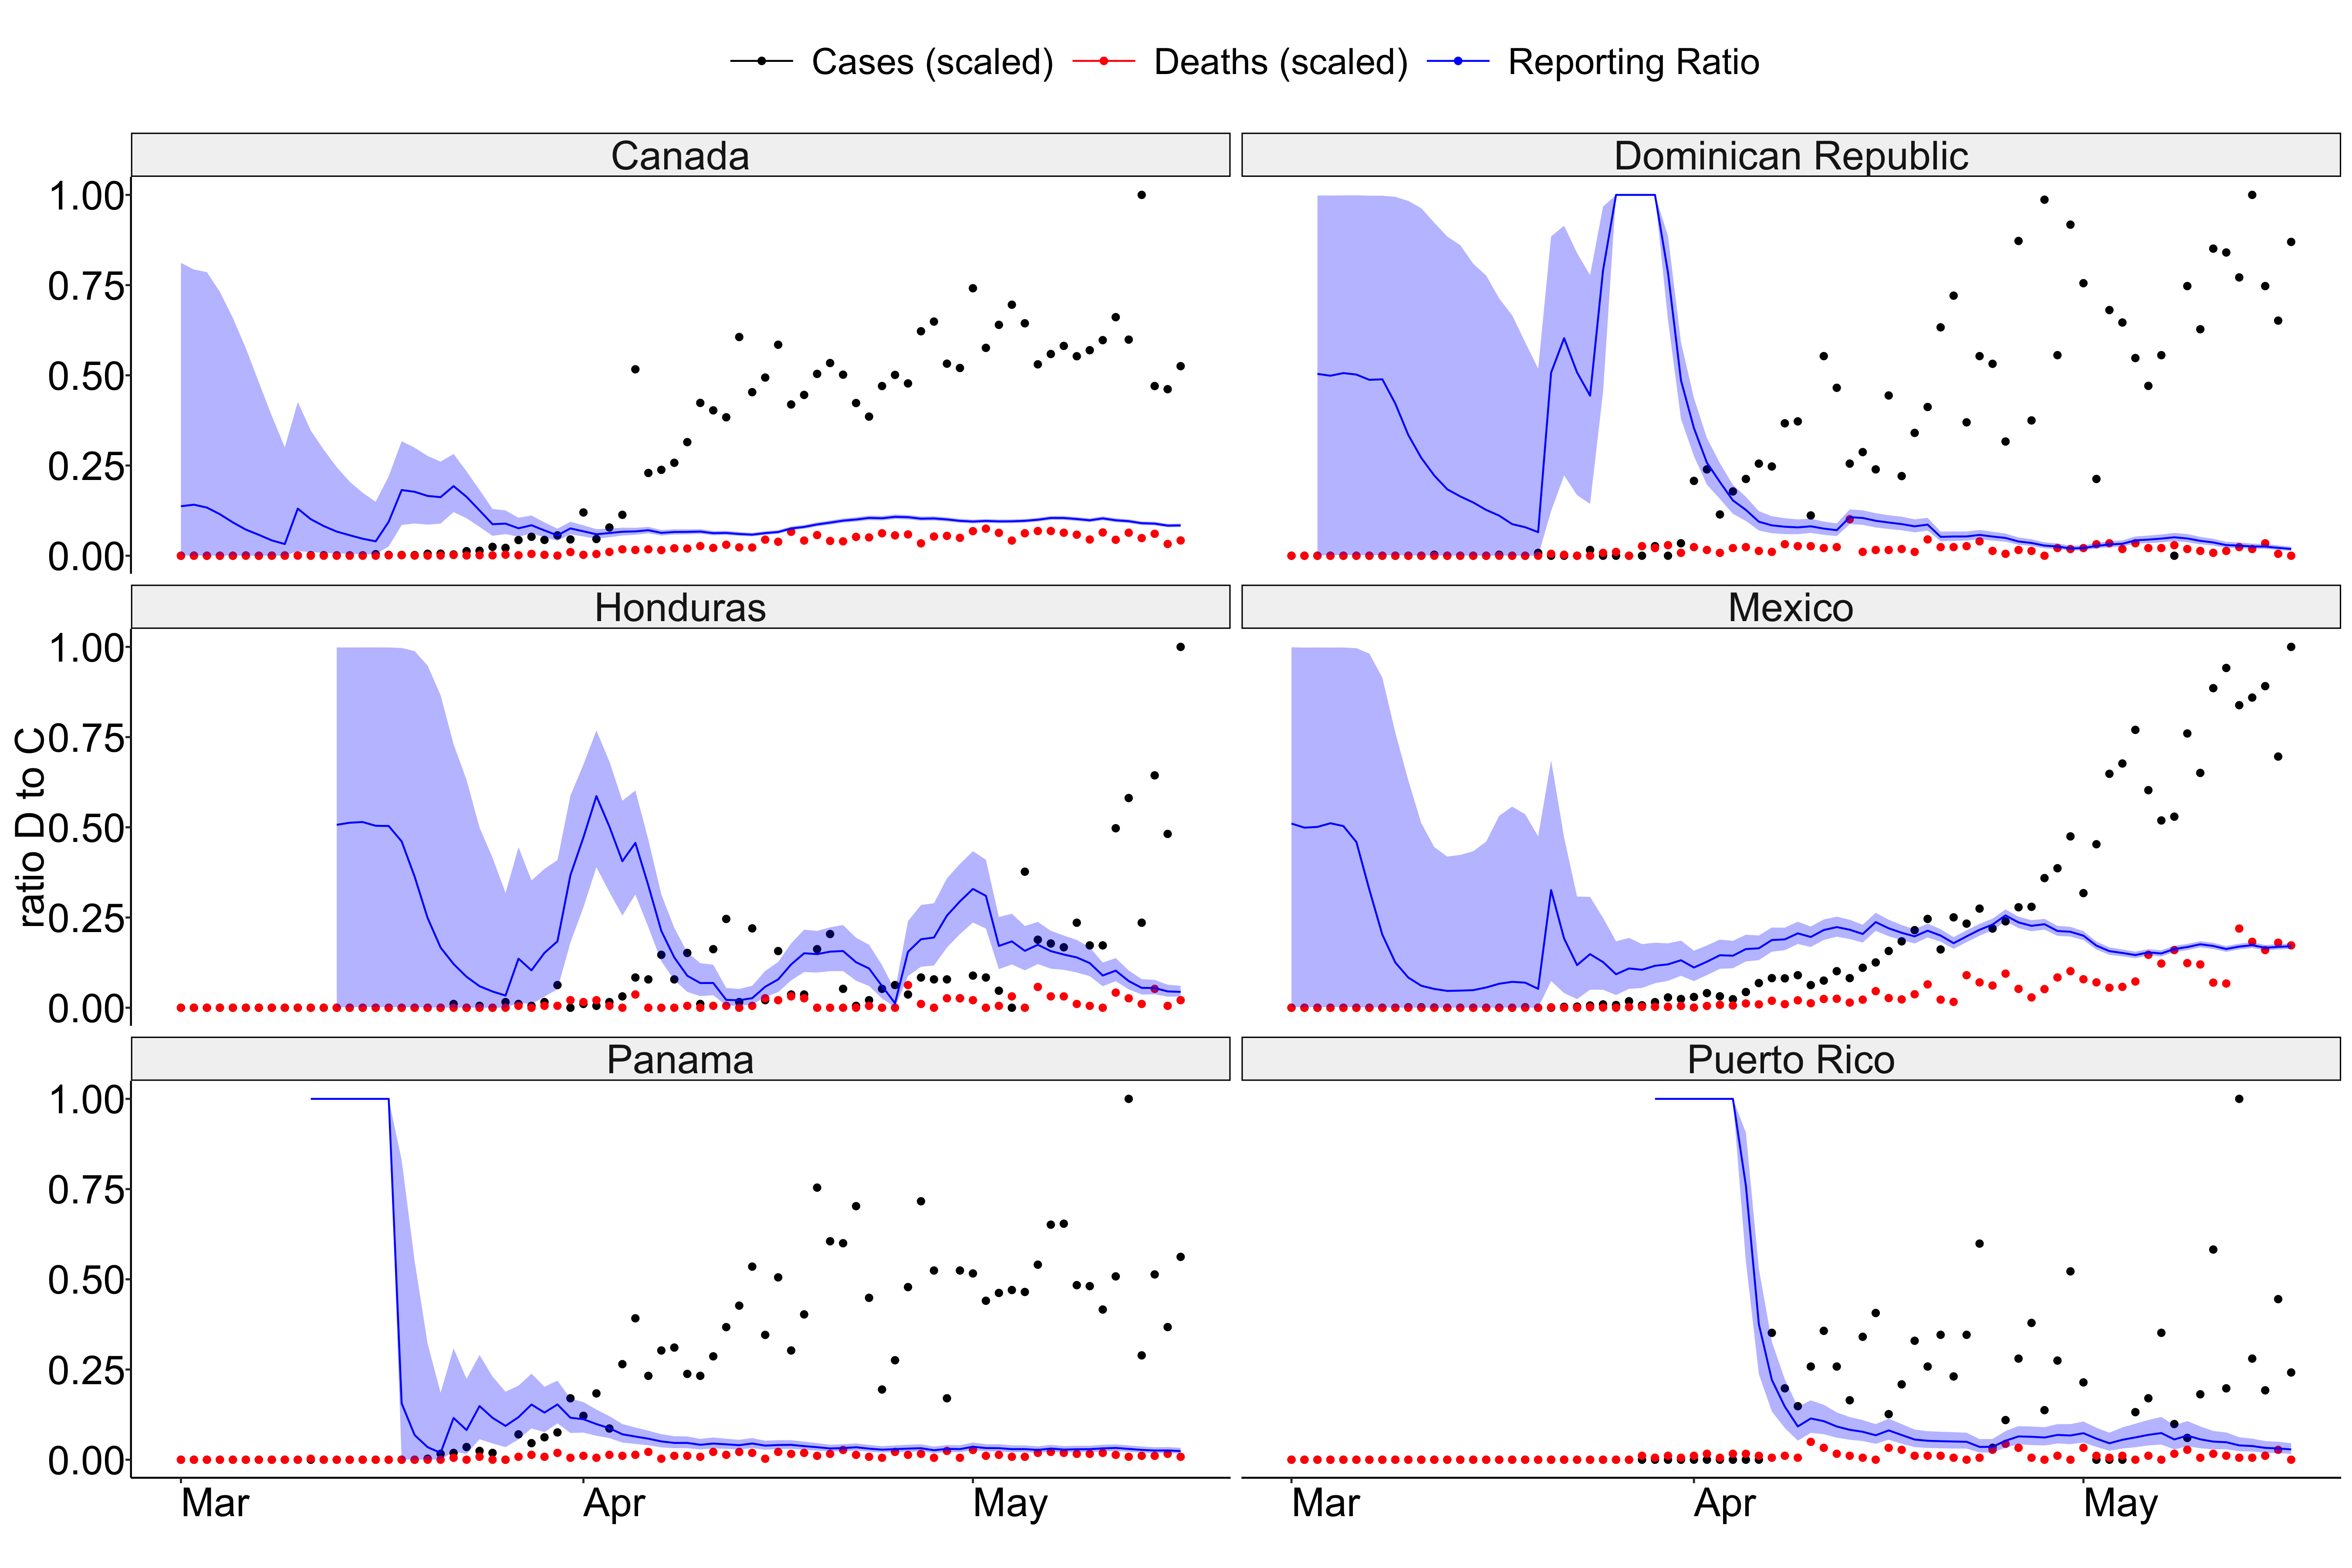 Cases (scaled) Deaths (scaled) Reporting Ratio
Canada Dominican Republic
1.00
0.75
0.50
0.25
0.00
Honduras Mexico
1.00
0.75
0.50
0.25
0.00
ratio D to C
Panama Puerto Rico
1.00
0.75
0.50
0.25
0.00
Mar Apr May Mar Apr May